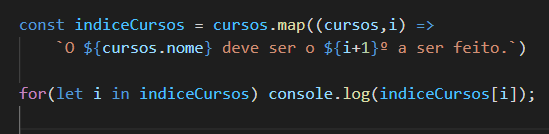 const indiceCursos = cursos.map((cursos,i) =>
`O ${cursos.nome} deve ser o ${i+1}º a ser feito.`)
for(let i in indiceCursos) console.log(indiceCursos[i]);